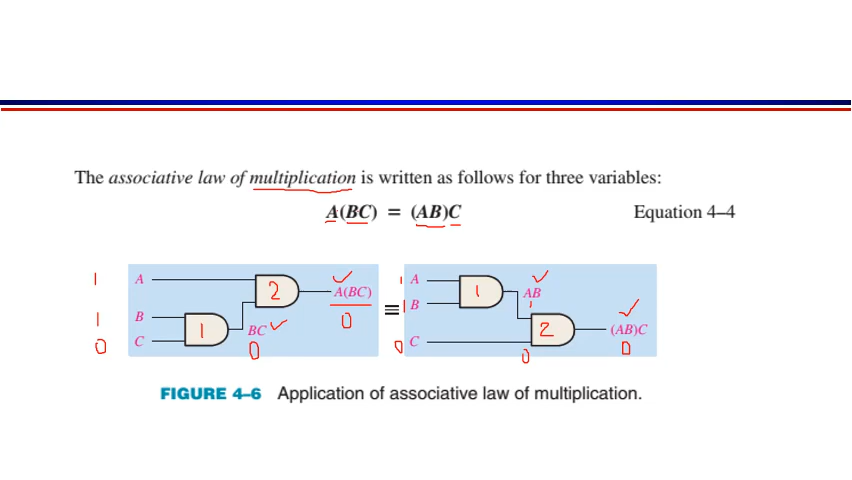 The associative law of multiplication is written as follows for three variables:
A(BC) = (AB)C Equation 4–4
1 A 2 A(BC) 0
1 B 1 BC 0
0 C
≡
1 A 1 AB 1
1 B 2 (AB)C 0
0 C 0
FIGURE 4–6 Application of associative law of multiplication.